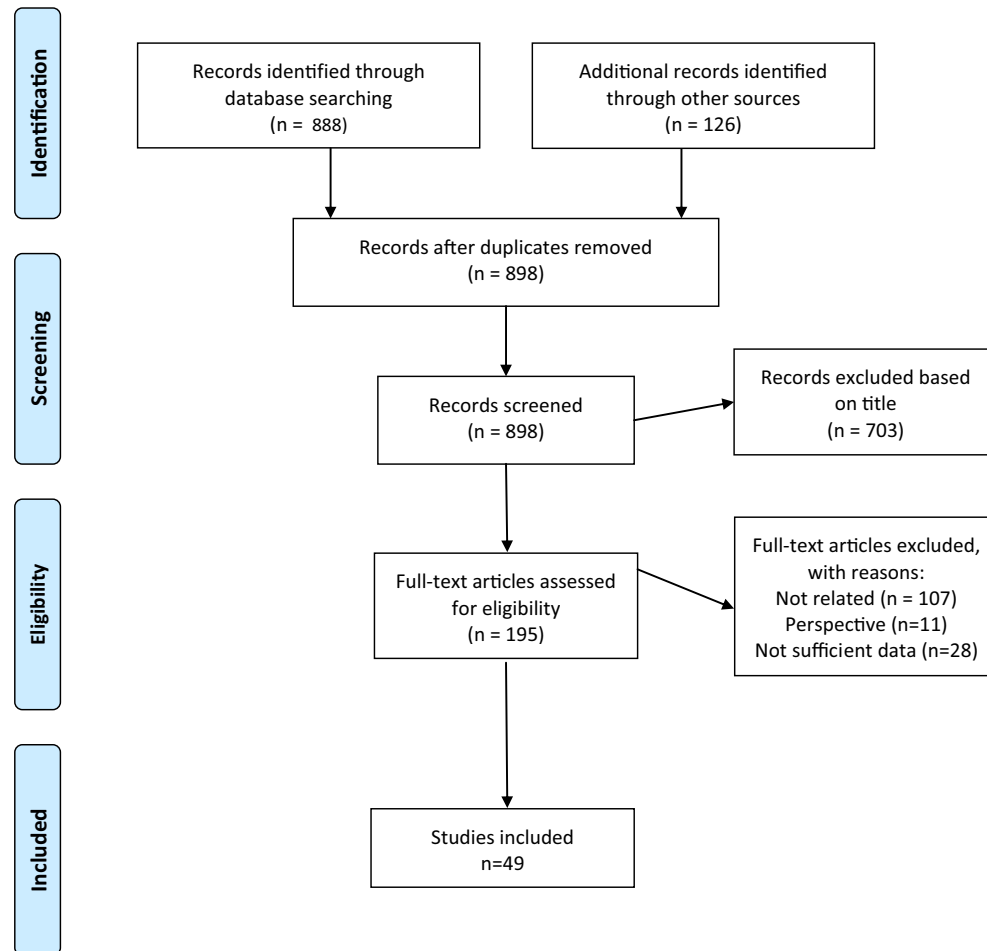 Identification
Records identified through
database searching
(n = 888)
Additional records identified
through other sources
(n = 126)
Records after duplicates removed
(n = 898)
Screening
Records screened
(n = 898)
Records excluded based
on title
(n = 703)
Eligibility
Full-text articles assessed
for eligibility
(n = 195)
Full-text articles excluded,
with reasons:
Not related (n = 107)
Perspective (n=11)
Not sufficient data (n=28)
Included
Studies included
n=49